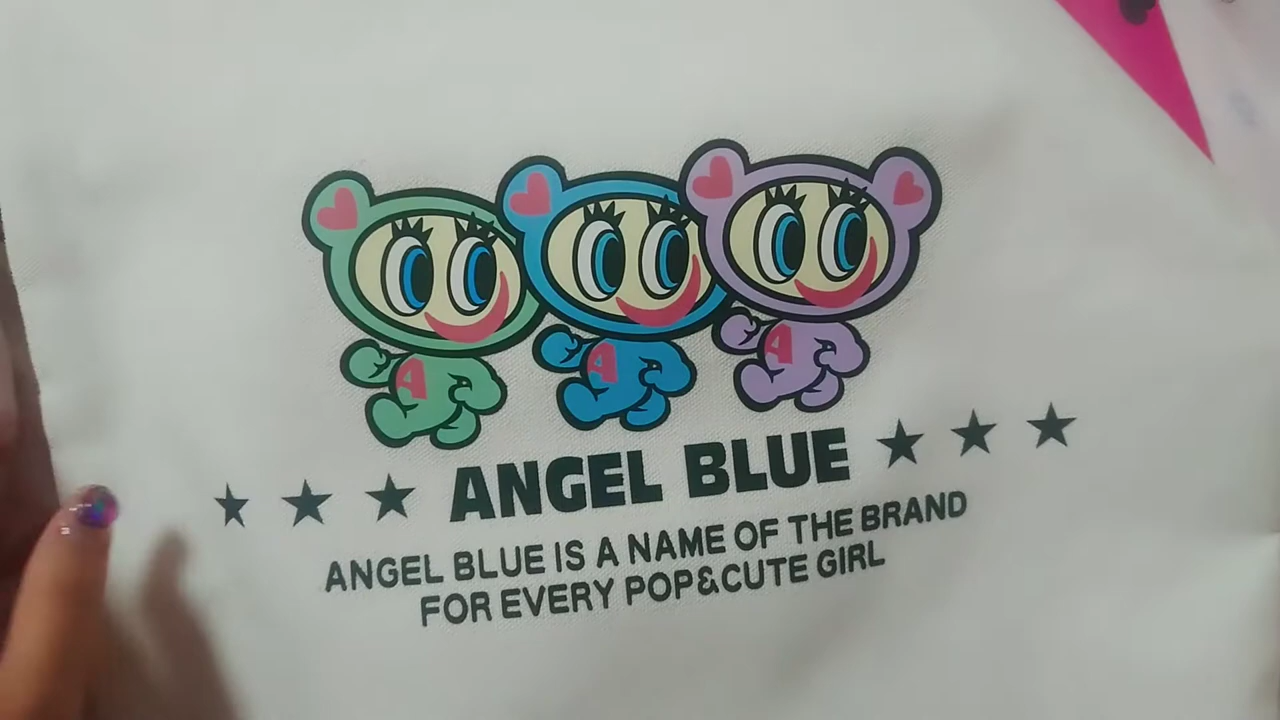 A A A
★ ★ ★ ANGEL BLUE ★ ★ ★
ANGEL BLUE IS A NAME OF THE BRAND
FOR EVERY POP&CUTE GIRL